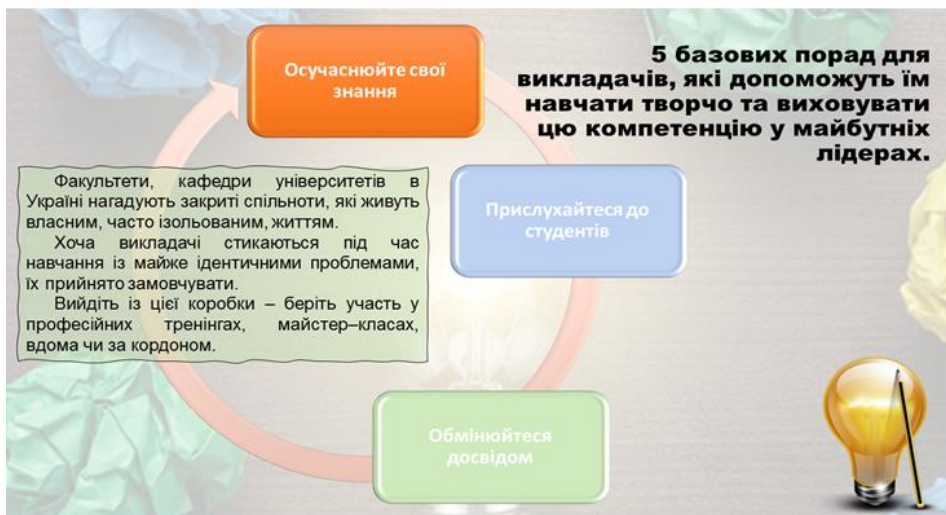 5 базових порад для
викладачів, які допоможуть їм
навчати творчо та виховувати
цю компетенцію у майбутніх
лідерах.
Осучаснюйте свої
знання
Прислухайтеся до
студентів
Обмінюйтеся
досвідом
Факультети, кафедри університетів в
Україні нагадують закриті спільноти, які живуть
власним, часто ізольованим, життям.
Хоча викладачі стикаються під час
навчання із майже ідентичними проблемами,
їх прийнято замовчувати.
Вийдіть із цієї коробки – беріть участь у
професійних тренінгах, майстер–класах,
вдома чи за кордоном.